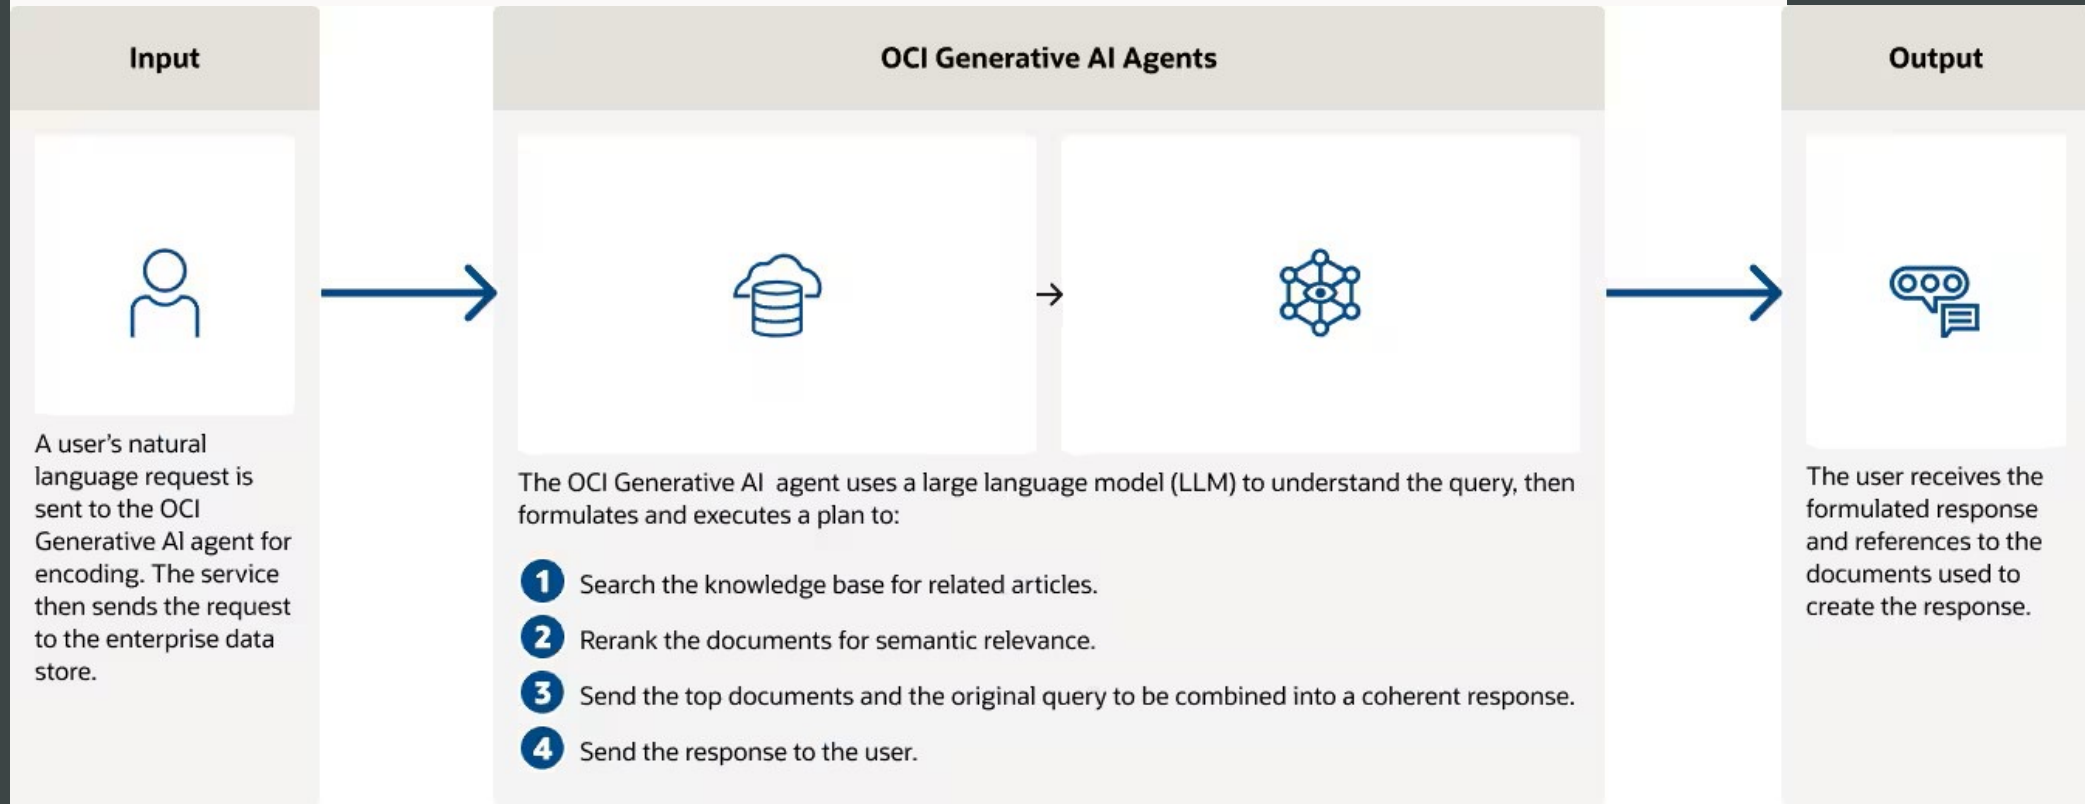 Input
A user's natural
language request is
sent to the OCI
Generative AI agent for
encoding. The service
then sends the request
to the enterprise data
store.
OCI Generative AI Agents
The OCI Generative AI  agent uses a large language model (LLM) to understand the query, then
formulates and executes a plan to:
1 Search the knowledge base for related articles.
2 Rerank the documents for semantic relevance.
3 Send the top documents and the original query to be combined into a coherent response.
4 Send the response to the user.
Output
The user receives the
formulated response
and references to the
documents used to
create the response.